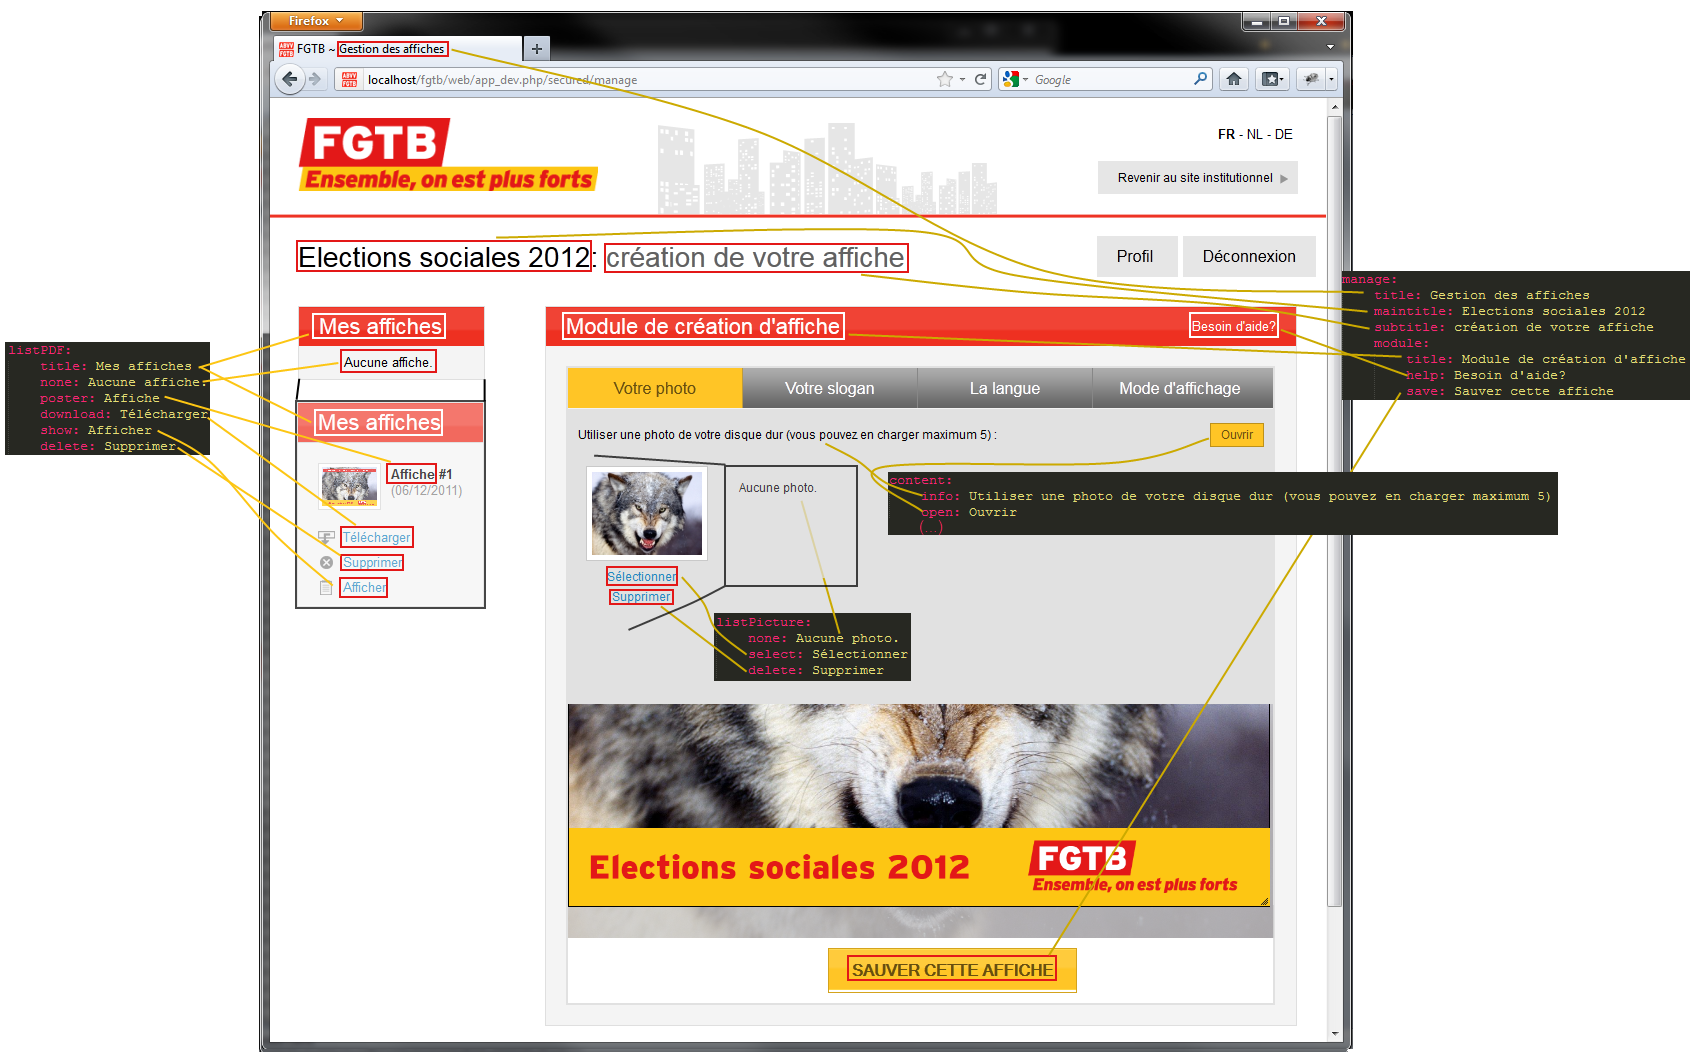 Firefox
ABVV FGTB
FGTB ~ Gestion des affiches
ABVV FGTB
localhost/fgtb/web/app_dev.php/secured/manage
Google
FGTB
Ensemble, on est plus forts
FR - NL - DE
Revenir au site institutionnel
Elections sociales 2012: création de votre affiche
Profil
Déconnexion
manage:
title: Gestion des affiches
maintitle: Elections sociales 2012
subtitle: création de votre affiche
module:
title: Module de création d'affiche
help: Besoin d'aide?
save: Sauver cette affiche
listPDF:
title: Mes affiches
none: Aucune affiche.
poster: Affiche
download: Télécharger
show: Afficher
delete: Supprimer
Mes affiches
Aucune affiche.
Mes affiches
Affiche #1
(06/12/2011)
Télécharger
Supprimer
Afficher
Module de création d'affiche
Besoin d'aide?
Votre photo
Votre slogan
La langue
Mode d'affichage
Utiliser une photo de votre disque dur (vous pouvez en charger maximum 5) :
Ouvrir
Aucune photo.
Sélectionner
Supprimer
content:
info: Utiliser une photo de votre disque dur (vous pouvez en charger maximum 5)
open: Ouvrir
(...)
listPicture:
none: Aucune photo.
select: Sélectionner
delete: Supprimer
Elections sociales 2012
FGTB
Ensemble, on est plus forts
SAUVER CETTE AFFICHE